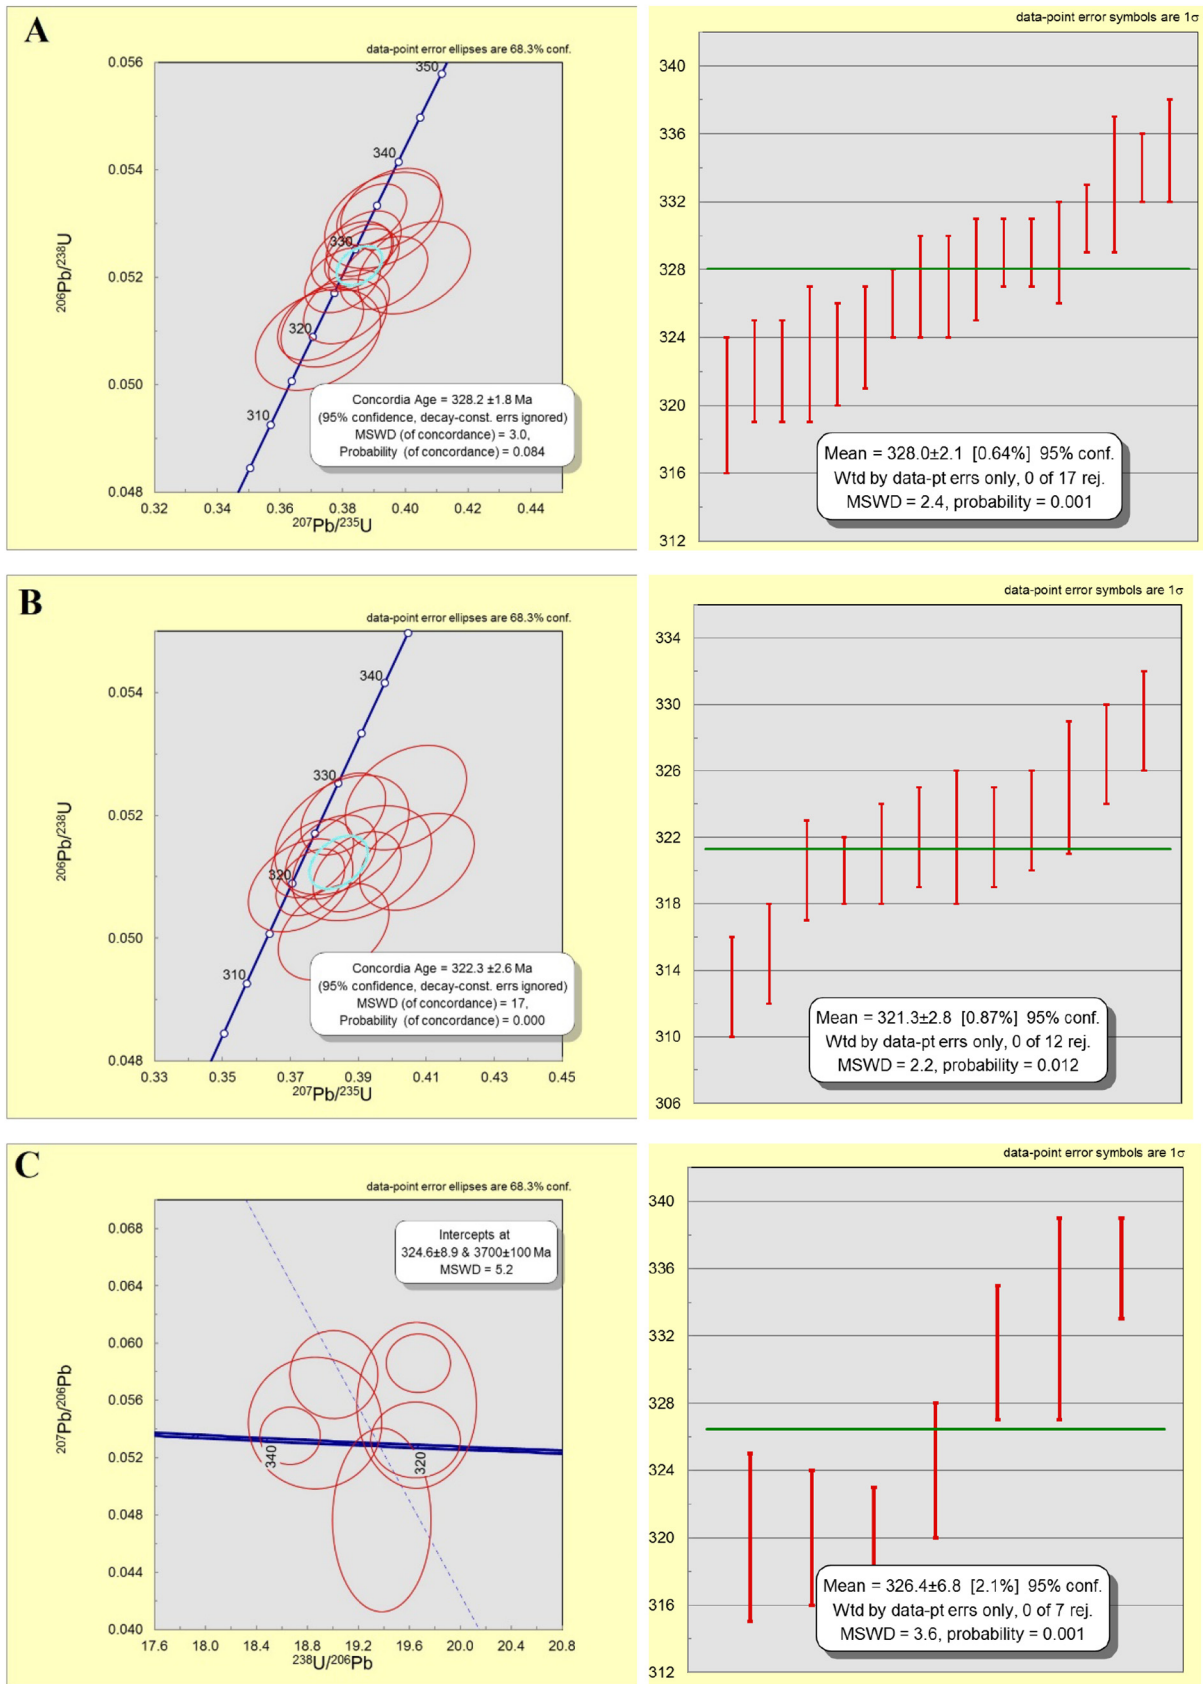 A
data-point error ellipses are 68.3% conf.
0.056
0.054
0.052
0.050
0.048
206Pb/238U
350
340
330
320
310
Concordia Age = 328.2 ±1.8 Ma
(95% confidence, decay-const. errs ignored)
MSWD (of concordance) = 3.0,
Probability (of concordance) = 0.084
0.32 0.34 0.36 0.38 0.40 0.42 0.44
207Pb/235U
data-point error symbols are 1σ
340
336
332
328
324
320
316
312
Mean = 328.0±2.1 [0.64%] 95% conf.
Wtd by data-pt errs only, 0 of 17 rej.
MSWD = 2.4, probability = 0.001
B
data-point error ellipses are 68.3% conf.
0.054
0.052
0.050
0.048
206Pb/238U
340
330
320
310
Concordia Age = 322.3 ±2.6 Ma
(95% confidence, decay-const. errs ignored)
MSWD (of concordance) = 17,
Probability (of concordance) = 0.000
0.33 0.35 0.37 0.39 0.41 0.43 0.45
207Pb/235U
data-point error symbols are 1σ
334
330
326
322
318
314
310
306
Mean = 321.3±2.8 [0.87%] 95% conf.
Wtd by data-pt errs only, 0 of 12 rej.
MSWD = 2.2, probability = 0.012
C
data-point error ellipses are 68.3% conf.
0.068
0.064
0.060
0.056
0.052
0.048
0.044
0.040
207Pb/206Pb
Intercepts at
324.6±8.9 & 3700±100 Ma
MSWD = 5.2
340
320
17.6 18.0 18.4 18.8 19.2 19.6 20.0 20.4 20.8
238U/206Pb
data-point error symbols are 1σ
340
336
332
328
324
320
316
312
Mean = 326.4±6.8 [2.1%] 95% conf.
Wtd by data-pt errs only, 0 of 7 rej.
MSWD = 3.6, probability = 0.001